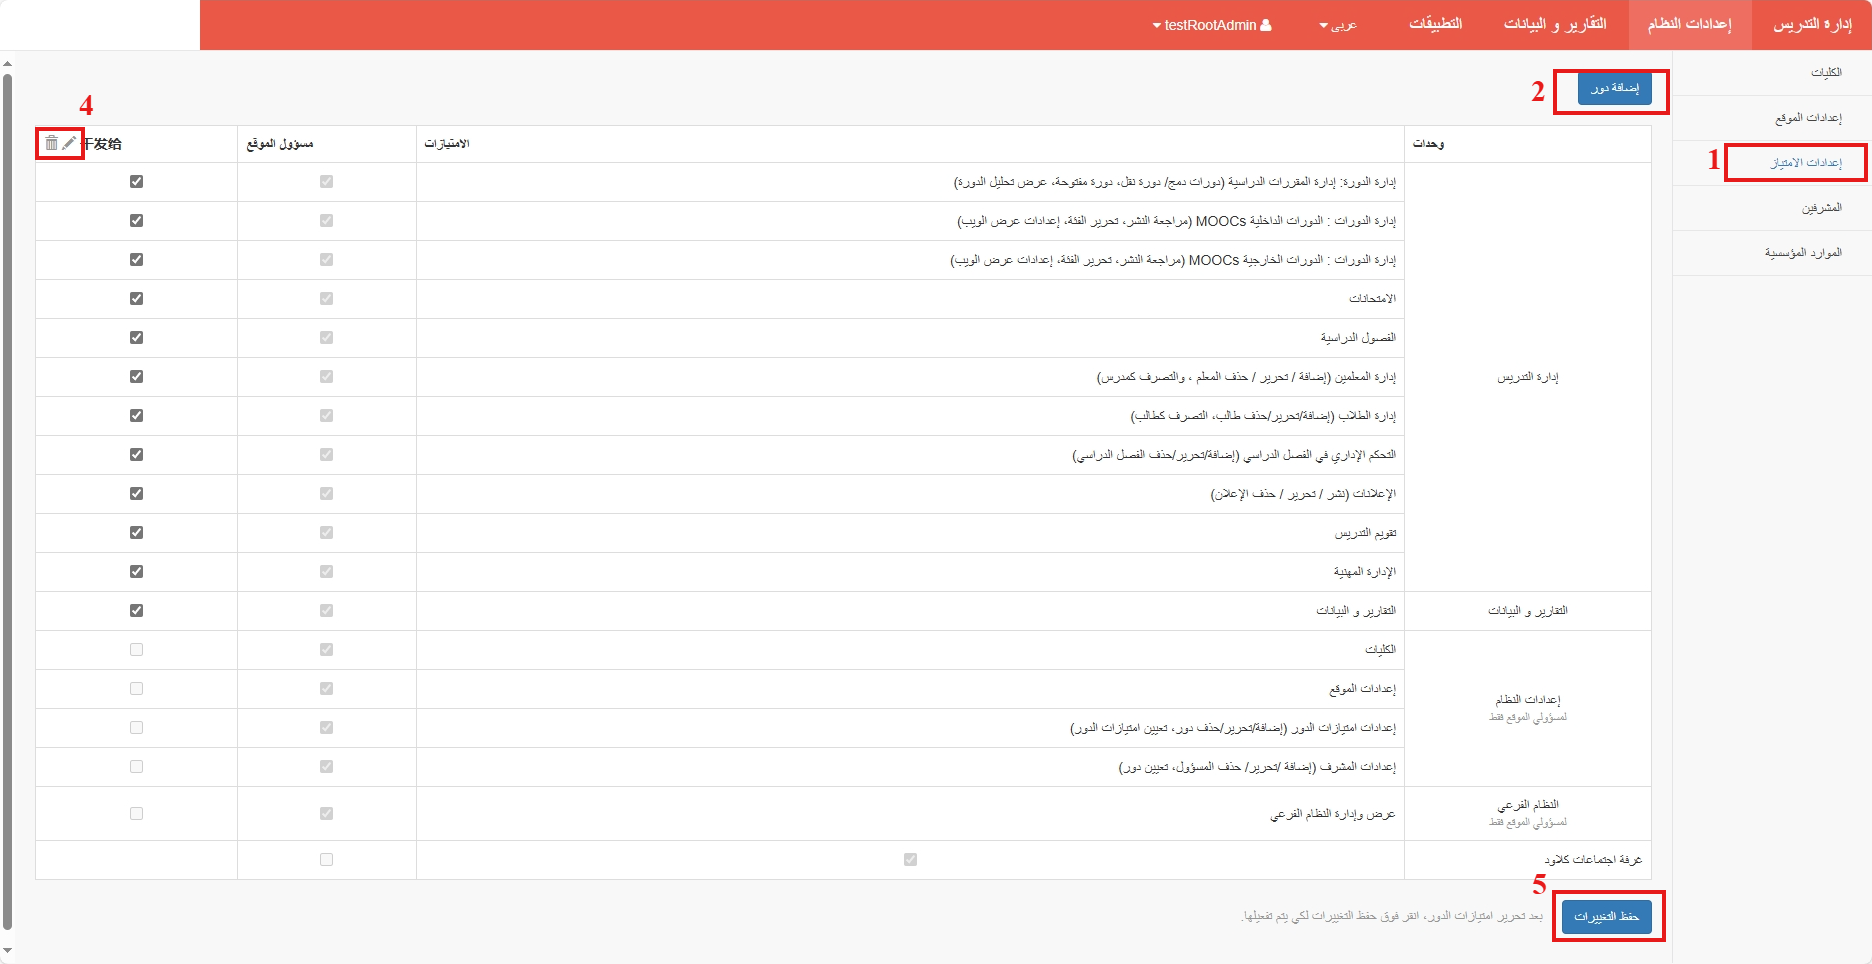 إدارة التدريس
إعدادات النظام
التقارير و البيانات
التطبيقات
عربى
testRootAdmin
الكليات
إعدادات الموقع
1
إعدادات الامتياز
المشرفين
الموارد المؤسسية
2
إضافة دور
4
وحدات
الامتيازات
مسؤول الموقع
干发给
إدارة التدريس
إدارة الدورة: إدارة المقررات الدراسية (دورات دمج/ دورة نقل، دورة مفتوحة، عرض تحليل الدورة)
إدارة الدورات : الدورات الداخلية MOOCs (مراجعة النشر، تحرير الفئة، إعدادات عرض الويب)
إدارة الدورات : الدورات الخارجية MOOCs (مراجعة النشر، تحرير الفئة، إعدادات عرض الويب)
الامتحانات
الفصول الدراسية
إدارة المعلمين (إضافة / تحرير / حذف المعلم ، والتصرف كمدرس)
إدارة الطلاب (إضافة/تحرير/حذف طالب، التصرف كطالب)
التحكم الإداري في الفصل الدراسي (إضافة/تحرير/حذف الفصل الدراسي)
الإعلانات (نشر / تحرير / حذف الإعلان)
تقويم التدريس
الإدارة المهنية
التقارير و البيانات
التقارير و البيانات
إعدادات النظام
لمسؤولي الموقع فقط
الكليات
إعدادات الموقع
إعدادات امتيازات الدور (إضافة/تحرير/حذف دور، تعيين امتيازات الدور)
إعدادات المشرف (إضافة /تحرير/ حذف المسؤول، تعيين دور)
النظام الفرعي
لمسؤولي الموقع فقط
عرض وإدارة النظام الفرعي
غرفة اجتماعات كلاود
5
حفظ التغييرات
بعد تحرير امتيازات الدور، انقر فوق حفظ التغييرات لكي يتم تفعيلها.